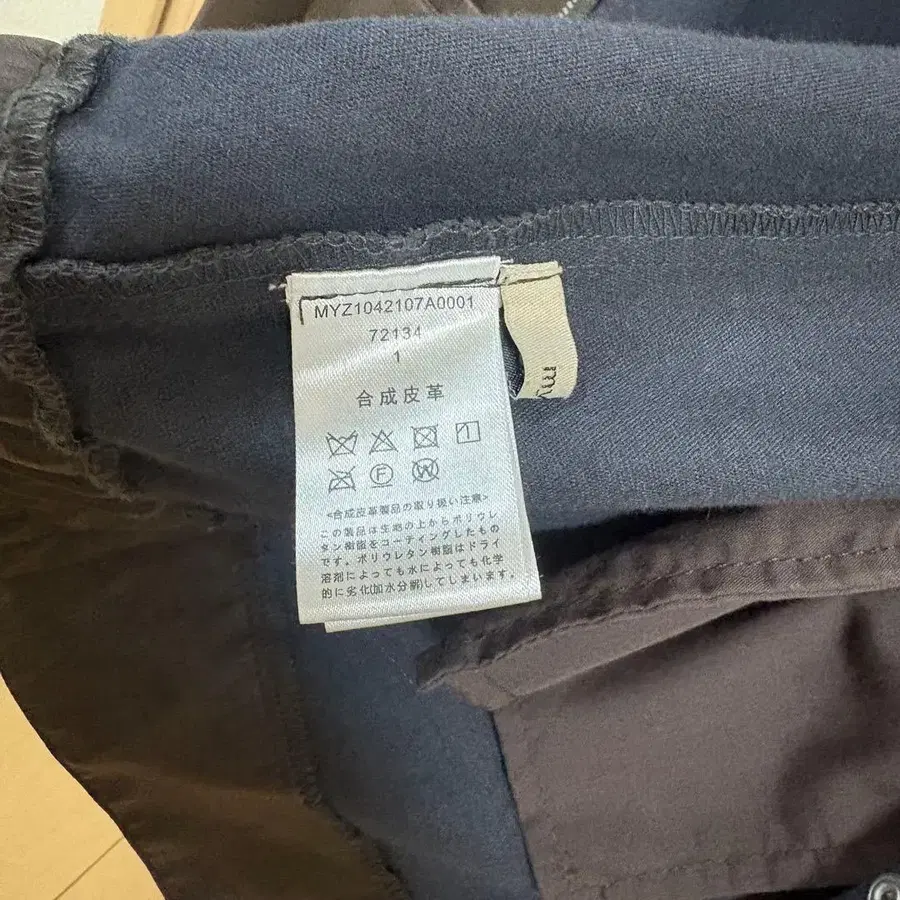 MYZ1042107A0001
72134
1
合成皮革
F W
<合成皮革製品の取り扱い注意>
この製品は生地の上からポリウレ
タン樹脂をコーティングしたもの
です。ポリウレタン樹脂はドライ
溶剤によっても水によっても化学
的に劣化(加水分解)してしまいます。
my